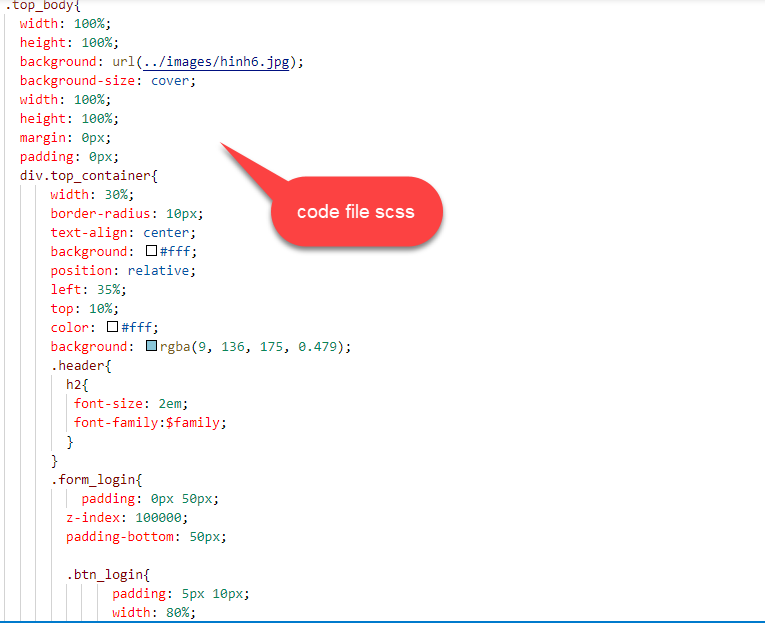 .top_body{
width: 100%;
height: 100%;
background: url(../images/hinh6.jpg);
background-size: cover;
width: 100%;
height: 100%;
margin: 0px;
padding: 0px;
div.top_container{
width: 30%;
border-radius: 10px;
text-align: center;
background: #fff;
position: relative;
left: 35%;
top: 10%;
color: #fff;
background: rgba(9, 136, 175, 0.479);
.header{
h2{
font-size: 2em;
font-family:$family;
}
}
.form_login{
padding: 0px 50px;
z-index: 100000;
padding-bottom: 50px;
.btn_login{
padding: 5px 10px;
width: 80%;
code file scss